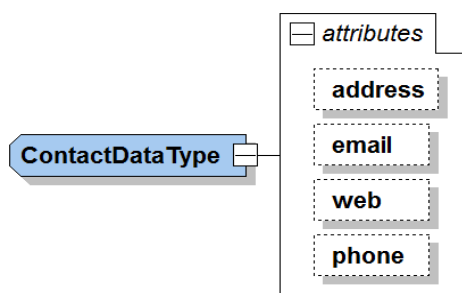 attributes
address
email
ContactDataType
web
phone